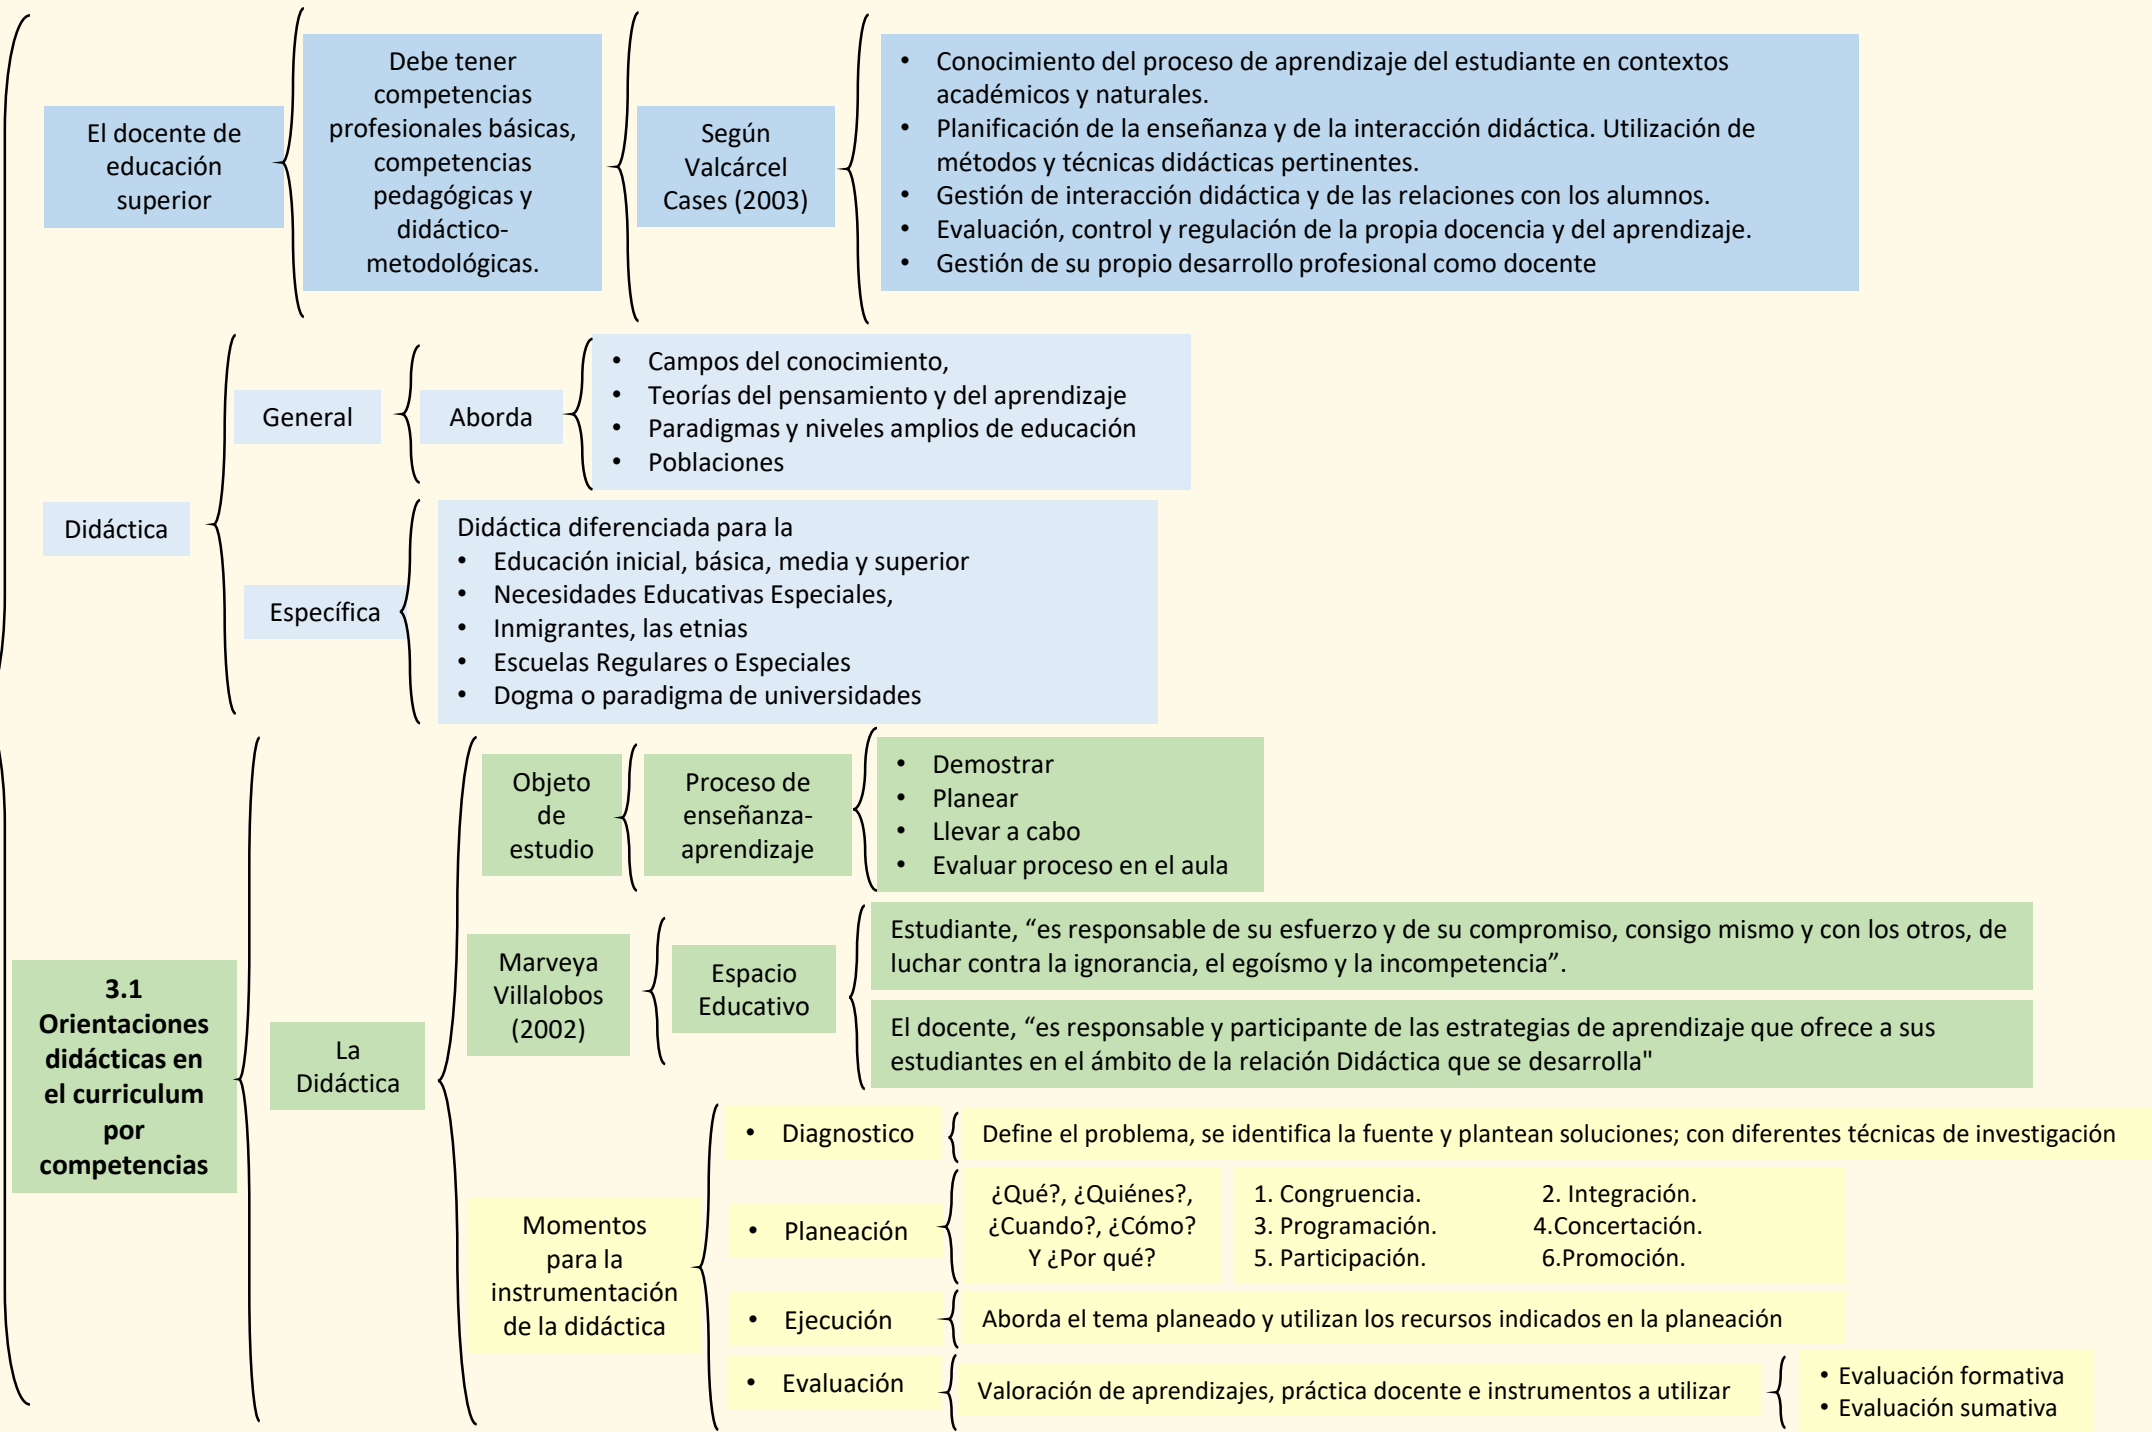 El docente de
educación
superior
Debe tener
competencias
profesionales básicas,
competencias
pedagógicas y
didáctico-
metodológicas.
Según
Valcárcel
Cases (2003)
• Conocimiento del proceso de aprendizaje del estudiante en contextos
académicos y naturales.
• Planificación de la enseñanza y de la interacción didáctica. Utilización de
métodos y técnicas didácticas pertinentes.
• Gestión de interacción didáctica y de las relaciones con los alumnos.
• Evaluación, control y regulación de la propia docencia y del aprendizaje.
• Gestión de su propio desarrollo profesional como docente
Didáctica
General
Aborda
• Campos del conocimiento,
• Teorías del pensamiento y del aprendizaje
• Paradigmas y niveles amplios de educación
• Poblaciones
Específica
Didáctica diferenciada para la
• Educación inicial, básica, media y superior
• Necesidades Educativas Especiales,
• Inmigrantes, las etnias
• Escuelas Regulares o Especiales
• Dogma o paradigma de universidades
3.1
Orientaciones
didácticas en
el curriculum
por
competencias
La
Didáctica
Objeto
de
estudio
Proceso de
enseñanza-
aprendizaje
• Demostrar
• Planear
• Llevar a cabo
• Evaluar proceso en el aula
Marveya
Villalobos
(2002)
Espacio
Educativo
Estudiante, “es responsable de su esfuerzo y de su compromiso, consigo mismo y con los otros, de
luchar contra la ignorancia, el egoísmo y la incompetencia”.
El docente, “es responsable y participante de las estrategias de aprendizaje que ofrece a sus
estudiantes en el ámbito de la relación Didáctica que se desarrolla"
Momentos
para la
instrumentación
de la didáctica
• Diagnostico
Define el problema, se identifica la fuente y plantean soluciones; con diferentes técnicas de investigación
• Planeación
¿Qué?, ¿Quiénes?,
¿Cuando?, ¿Cómo?
Y ¿Por qué?
1. Congruencia. 2. Integración.
3. Programación. 4.Concertación.
5. Participación. 6.Promoción.
• Ejecución
Aborda el tema planeado y utilizan los recursos indicados en la planeación
• Evaluación
Valoración de aprendizajes, práctica docente e instrumentos a utilizar
• Evaluación formativa
• Evaluación sumativa